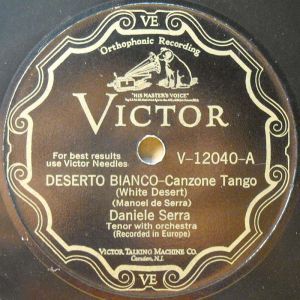 VE
Orthophonic Recording
"HIS MASTER'S VOICE"
VICTOR
For best results
use Victor Needles
V-12040-A
DESERTO BIANCO-Canzone Tango
(White Desert)
(Manoel de Serra)
Daniele Serra
Tenor with orchestra
(Recorded in Europe)
VICTOR TALKING MACHINE CO.
Camden, N.J.
VE